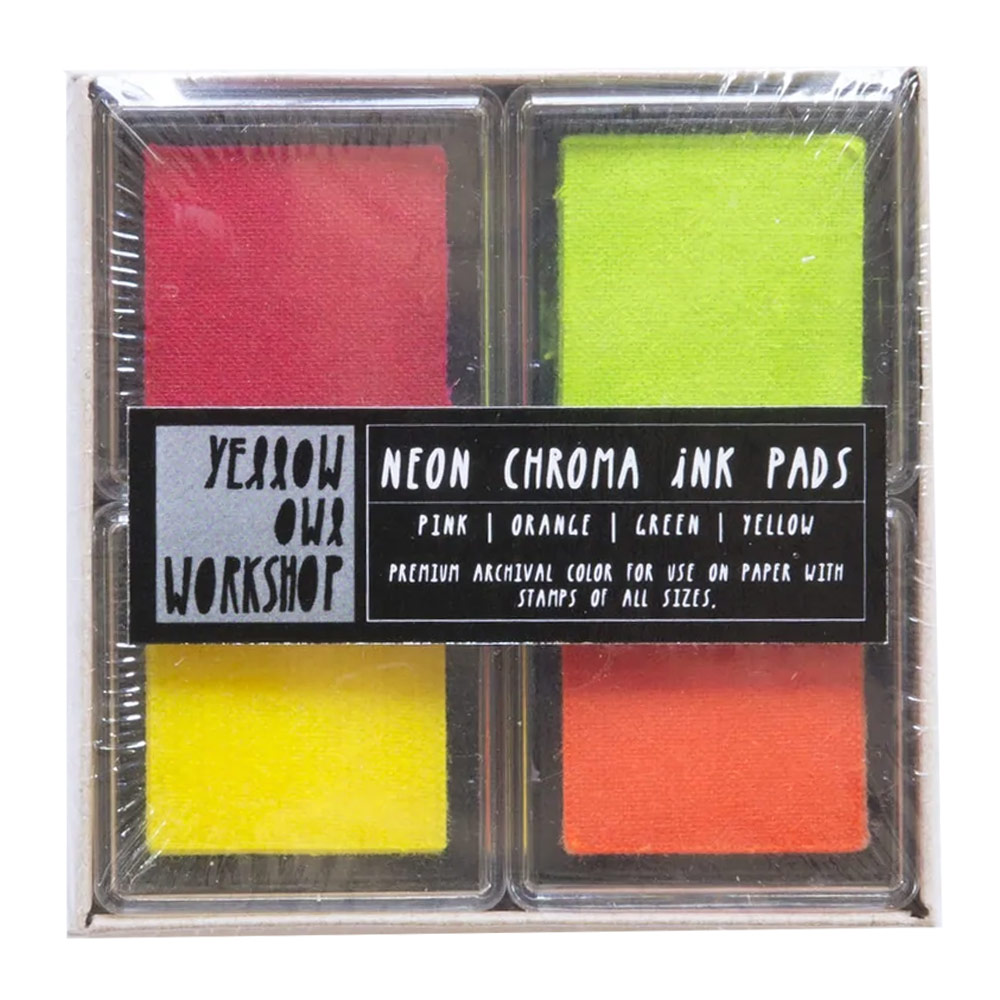 YELLOW
OWL
WORKSHOP
NEON CHROMA iNK PADS
PINK | ORANGE | GREEN | YELLOW
PREMIUM ARCHIVAL COLOR FOR USE ON PAPER WITH
STAMPS OF ALL SIZES.